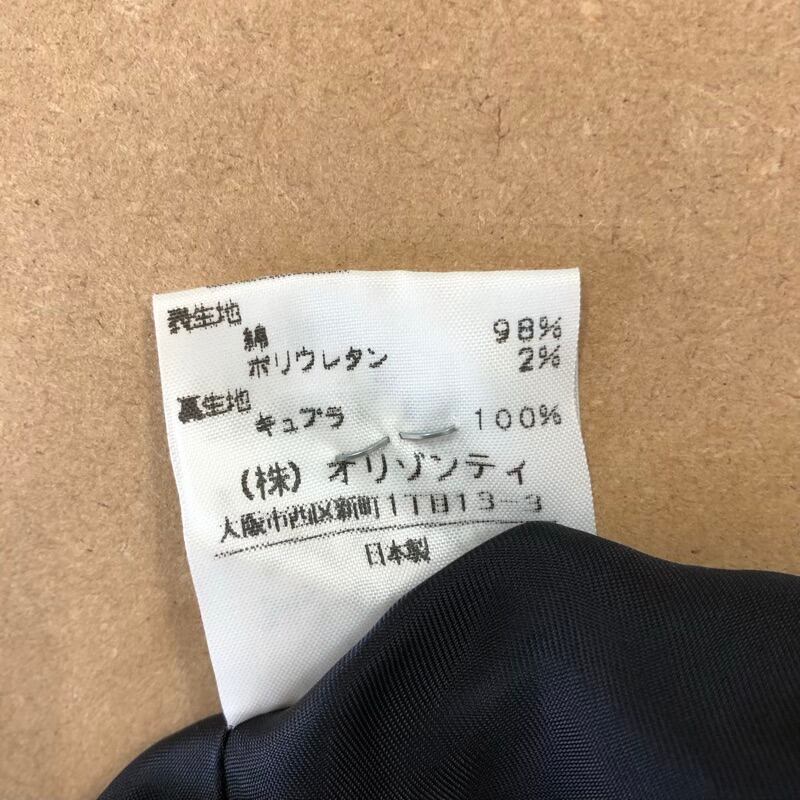 表生地
綿 98%
ポリウレタン 2%
裏生地
キュプラ 100%
(株) オリゾンティ
大阪市西区新町1丁目13-3
日本製